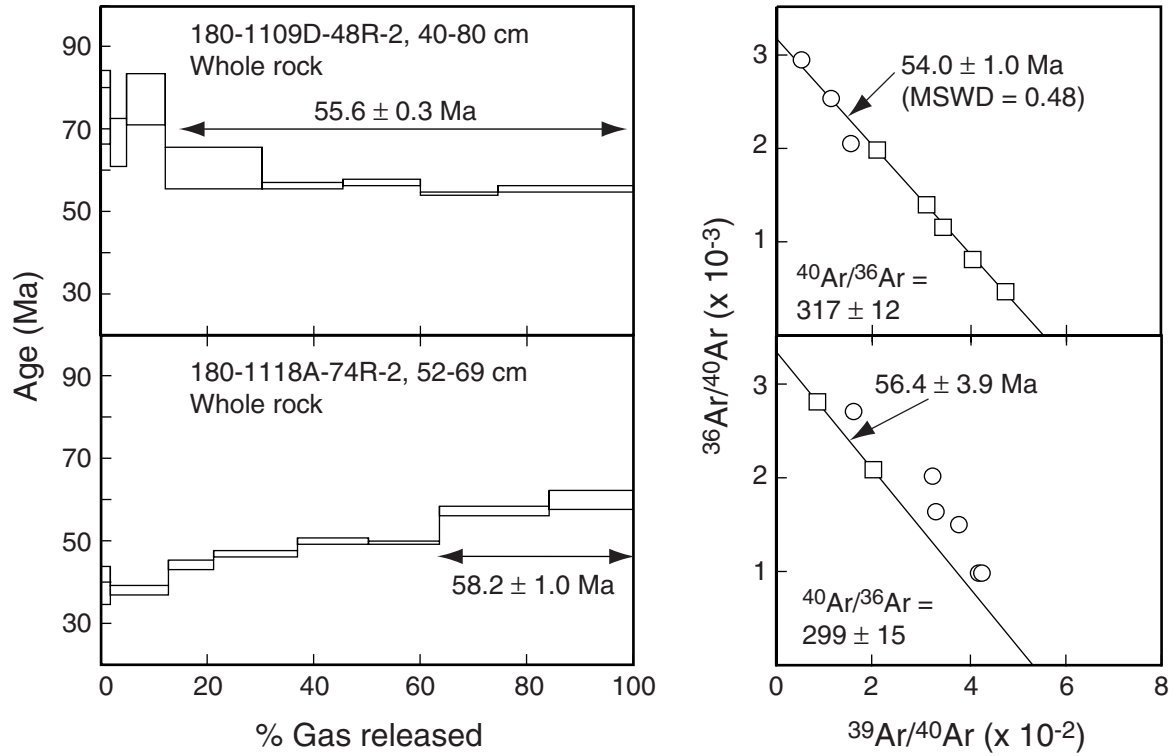 180-1109D-48R-2, 40-80 cm
Whole rock
55.6 ± 0.3 Ma
90
70
50
30
54.0 ± 1.0 Ma
(MSWD = 0.48)
3
2
1
⁴⁰Ar/³⁶Ar =
317 ± 12
Age (Ma)
³⁶Ar/⁴⁰Ar (x 10⁻³)
180-1118A-74R-2, 52-69 cm
Whole rock
58.2 ± 1.0 Ma
90
70
50
30
0
20
40
60
80
100
% Gas released
56.4 ± 3.9 Ma
3
2
1
⁴⁰Ar/³⁶Ar =
299 ± 15
0
2
4
6
8
³⁹Ar/⁴⁰Ar (x 10⁻²)